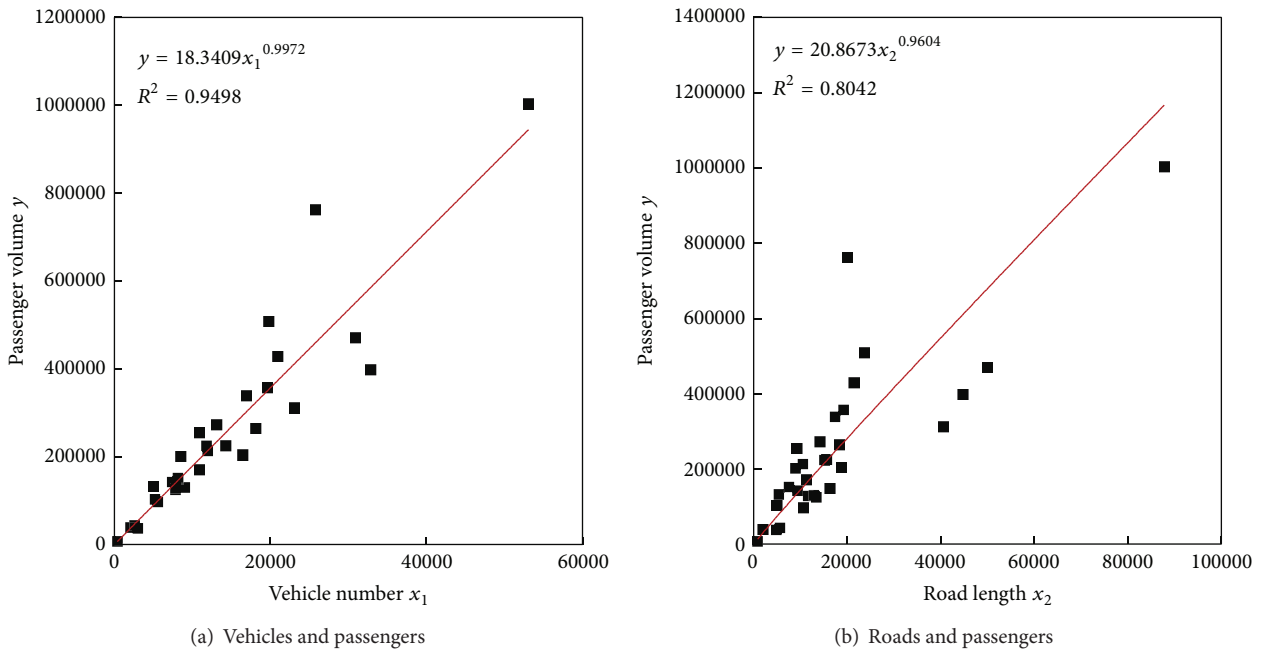 1200000
1000000
800000
600000
400000
200000
0
Passenger volume y
y = 18.3409x₁^0.9972
R² = 0.9498
0 20000 40000 60000
Vehicle number x₁
(a) Vehicles and passengers
1400000
1200000
1000000
800000
600000
400000
200000
0
Passenger volume y
y = 20.8673x₂^0.9604
R² = 0.8042
0 20000 40000 60000 80000 100000
Road length x₂
(b) Roads and passengers